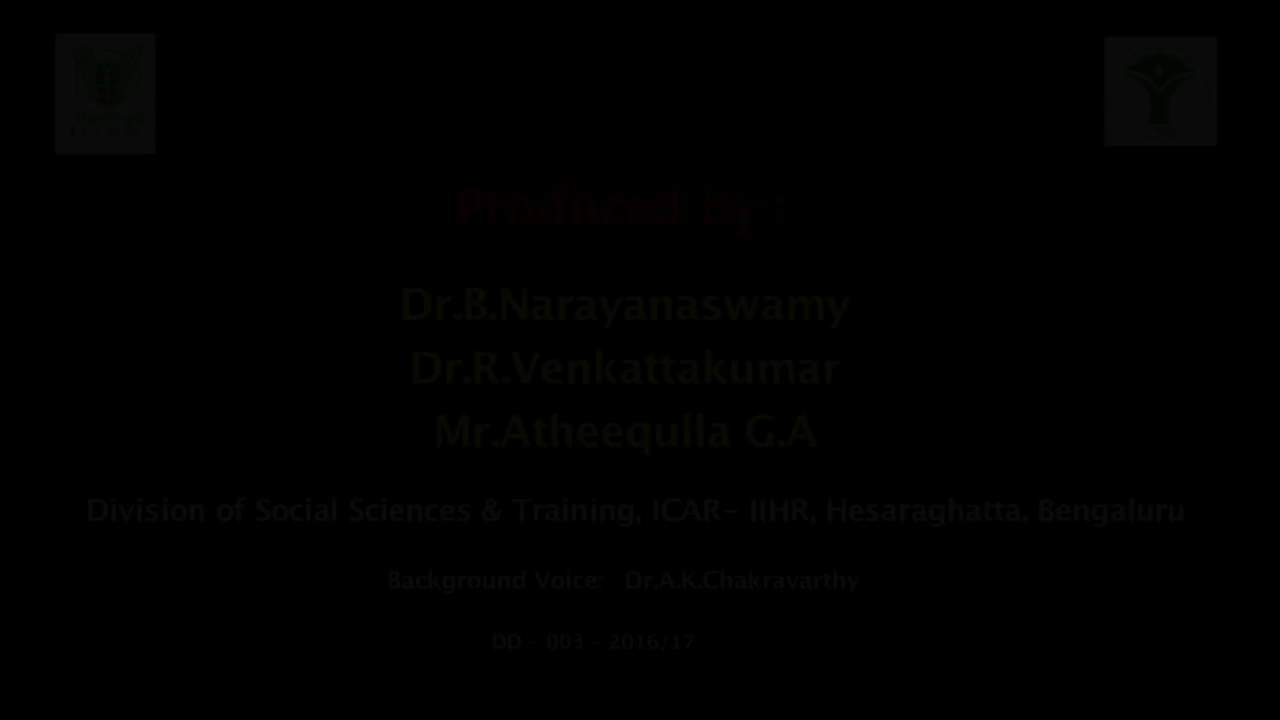 Produced By :
Dr.B.Narayanaswamy
Dr.R.Venkattakumar
Mr.Atheequlla G.A
Division of Social Sciences & Training, ICAR- IIHR, Hesaraghatta, Bengaluru
Background Voice: Dr.A.K.Chakravarthy
DD - 003 - 2016/17